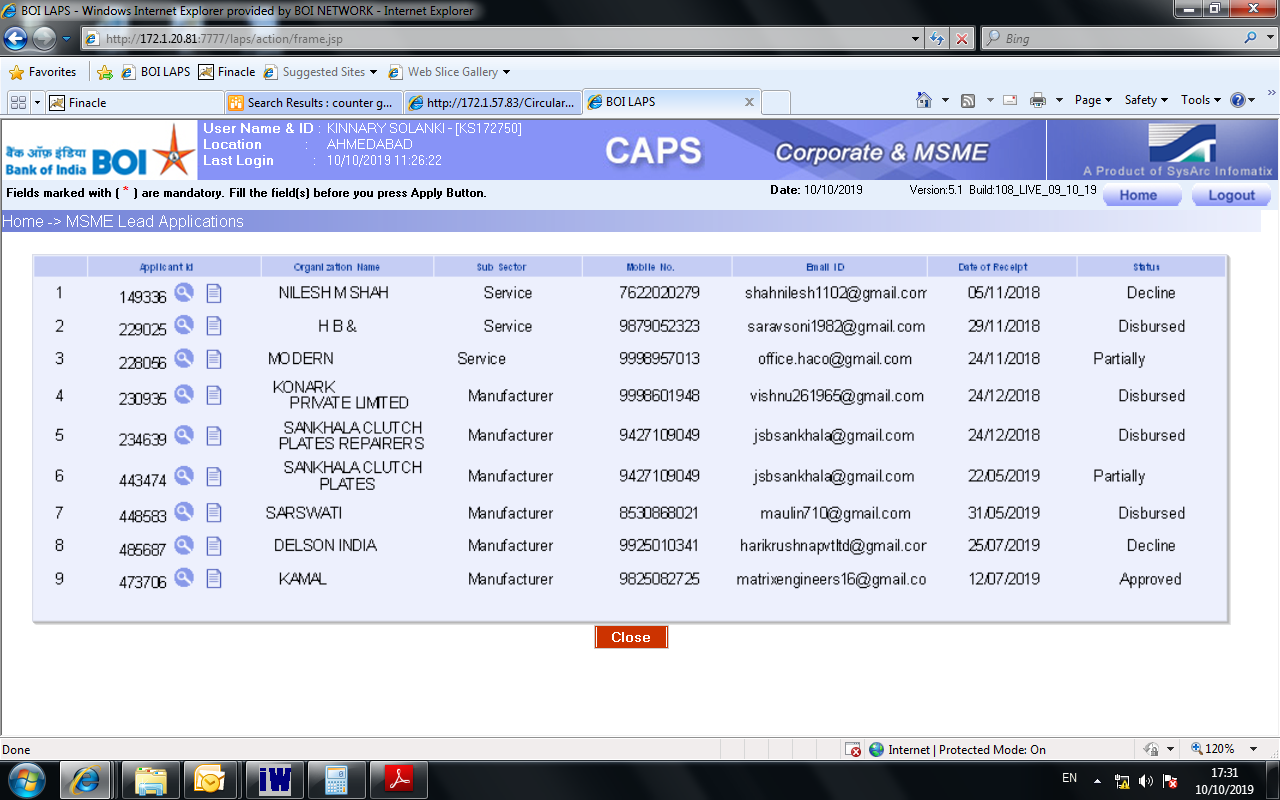 BOI LAPS - Windows Internet Explorer provided by BOI NETWORK - Internet Explorer
http://172.1.20.81:7777/laps/action/frame.jsp Bing
Favorites BOI LAPS Finacle Suggested Sites Web Slice Gallery
Finacle Search Results : counter g... http://172.1.57.83/Circular... BOI LAPS Page Safety Tools
User Name & ID : KINNARY SOLANKI - [KS172750]
Location : AHMEDABAD
Last Login : 10/10/2019 11:26:22
बैंक ऑफ़ इंडिया BOI
Bank of India
CAPS Corporate & MSME
A Product of SysArc Infomatix
Fields marked with ( * ) are mandatory. Fill the field(s) before you press Apply Button. Date: 10/10/2019 Version:5.1 Build:108_LIVE_09_10_19 Home Logout
Home -> MSME Lead Applications
Applicant Id Organization Name Sub Sector Mobile No. Email ID Date of Receipt Status
1 149336 NILESH M SHAH Service 7622020279 shahnilesh1102@gmail.com 05/11/2018 Decline
2 229025 H B & Service 9879052323 saravsoni1982@gmail.com 29/11/2018 Disbursed
3 228056 MODERN Service 9998957013 office.haco@gmail.com 24/11/2018 Partially
4 230935 KONARK PRIVATE LIMITED Manufacturer 9998601948 vishnu261965@gmail.com 24/12/2018 Disbursed
5 234639 SANKHALA CLUTCH PLATES REPAIRERS Manufacturer 9427109049 jsbsankhala@gmail.com 24/12/2018 Disbursed
6 443474 SANKHALA CLUTCH PLATES Manufacturer 9427109049 jsbsankhala@gmail.com 22/05/2019 Partially
7 448583 SARSWATI Manufacturer 8530868021 maulin710@gmail.com 31/05/2019 Disbursed
8 485687 DELSON INDIA Manufacturer 9925010341 harikrushnapvtltd@gmail.cor 25/07/2019 Decline
9 473706 KAMAL Manufacturer 9825082725 matrixengineers16@gmail.co 12/07/2019 Approved
Close
Done Internet | Protected Mode: On 120%
iW EN 17:31
10/10/2019